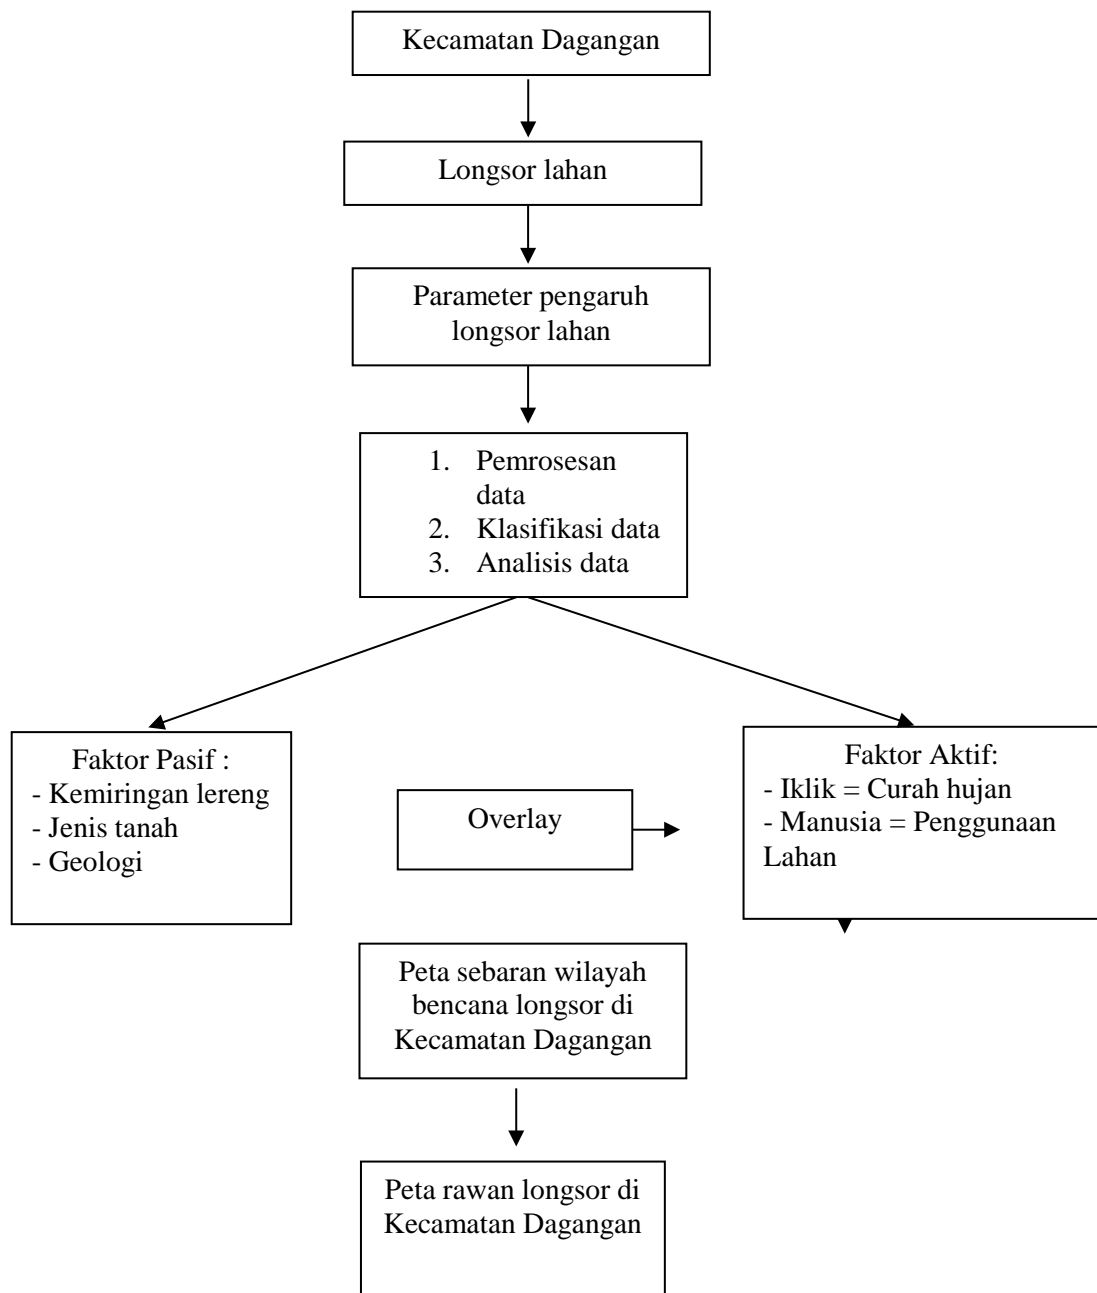 Kecamatan Dagangan
Longsor lahan
Parameter pengaruh
longsor lahan
1. Pemrosesan
data
2. Klasifikasi data
3. Analisis data
Faktor Pasif :
- Kemiringan lereng
- Jenis tanah
- Geologi
Overlay
Faktor Aktif:
- Iklik = Curah hujan
- Manusia = Penggunaan
Lahan
Peta sebaran wilayah
bencana longsor di
Kecamatan Dagangan
Peta rawan longsor di
Kecamatan Dagangan